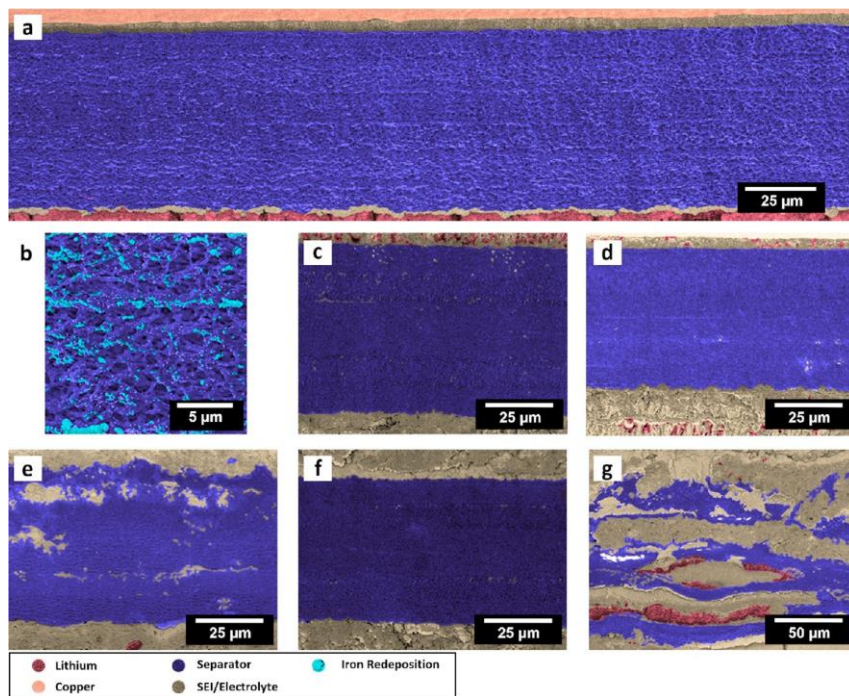 a
25 μm
b
c
d
5 μm
25 μm
25 μm
e
f
g
25 μm
25 μm
50 μm
Lithium Separator Iron Redeposition
Copper SEI/Electrolyte